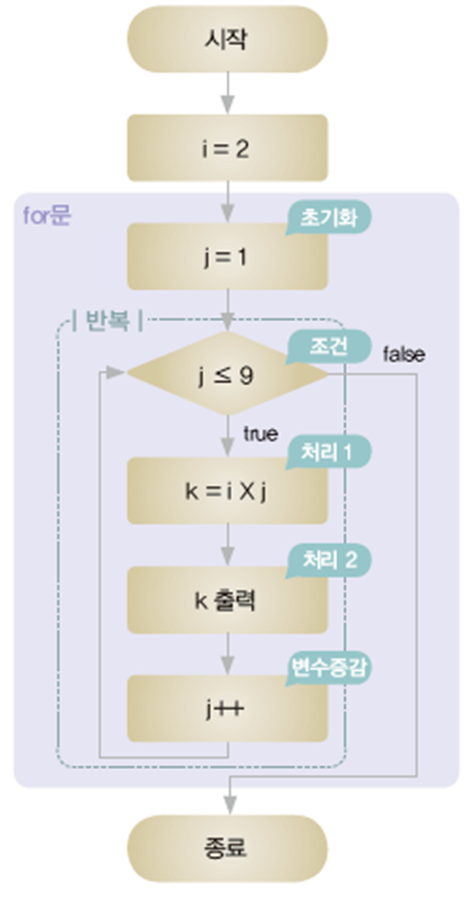 시작
i = 2
for문
초기화
j = 1
반복
조건
j ≤ 9
false
true
처리 1
k = i X j
처리 2
k 출력
변수증감
j++
종료